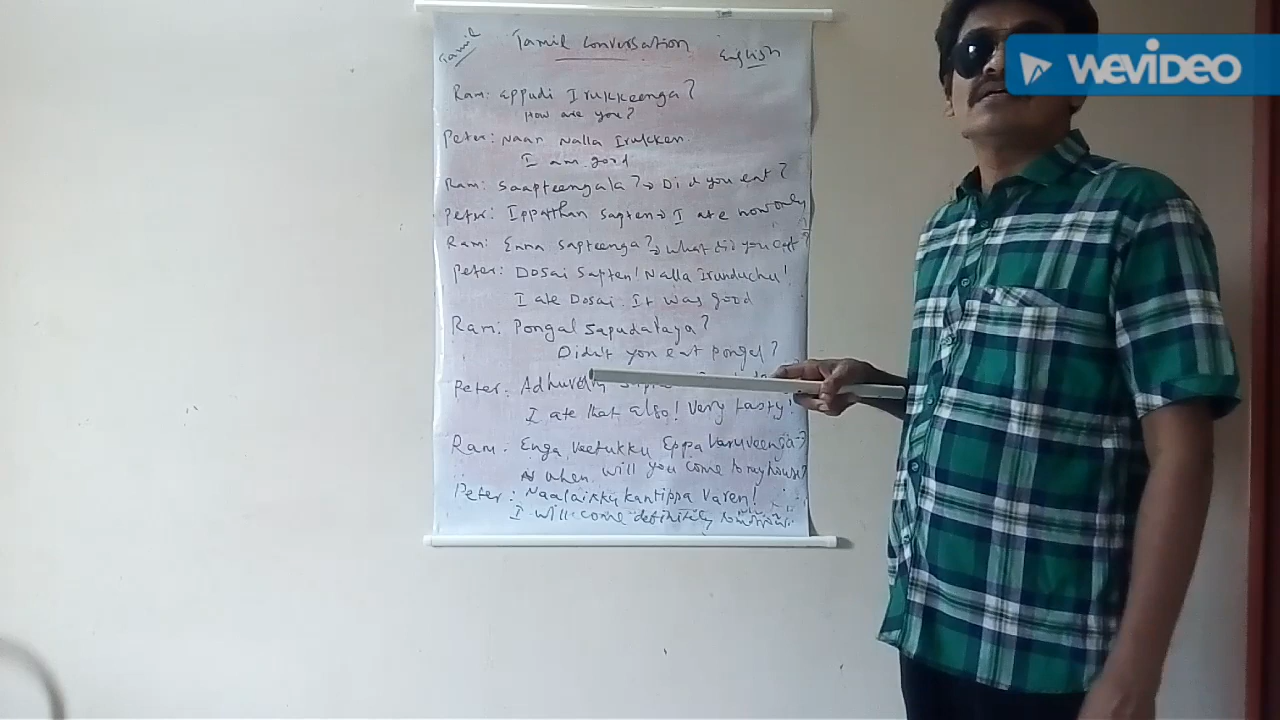 Tamil Tamil Conversation English
Ram: Eppudi Irukkeenga?
How are you?
Peter: Naan Nalla Irukken.
I am good
Ram: Saapteengala? → Did you eat?
Peter: Ippatthan Sapten → I ate now only
Ram: Enna Sapteenga? → What did you eat?
Peter: Dosai Sapten! Nalla Irunduchu!
I ate Dosai. It was good
Ram: Pongal Sapudalaya?
Didn't you eat Pongal?
Peter:
I ate that also! Very tasty!
Ram: Enga Veetukku Eppa Varuveenga →
when will you come to my house?
Peter: Naalaikku kantippa Varen!
I will come definitely
WEVIDEO